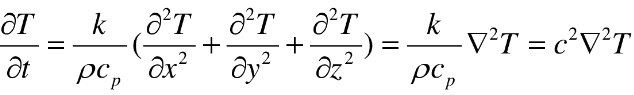 ∂T/∂t = k/(ρc_p) (∂²T/∂x² + ∂²T/∂y² + ∂²T/∂z²) = k/(ρc_p) ∇²T = c²∇²T